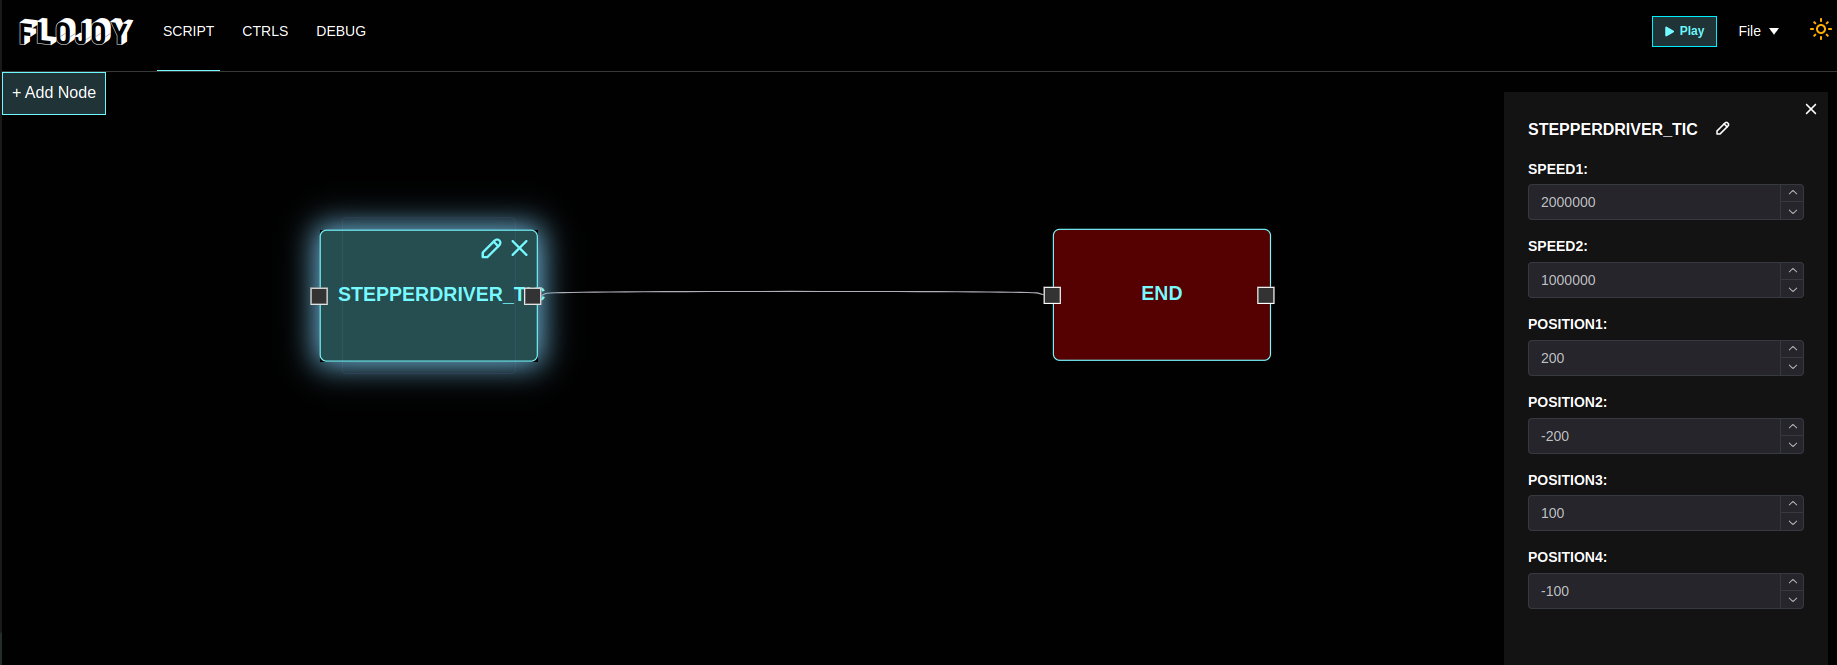 FLOJOY
SCRIPT
CTRLS
DEBUG
Play
File
+ Add Node
STEPPERDRIVER_T
END
STEPPERDRIVER_TIC
SPEED1:
2000000
SPEED2:
1000000
POSITION1:
200
POSITION2:
-200
POSITION3:
100
POSITION4:
-100